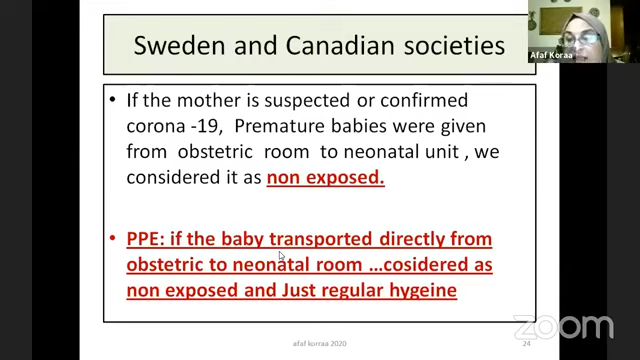 Sweden and Canadian societies
Afaf Koraa
• If the mother is suspected or confirmed
corona -19, Premature babies were given
from obstetric room to neonatal unit , we
considered it as non exposed.
• PPE: if the baby transported directly from
obstetric to neonatal room ...cosidered as
non exposed and Just regular hygeine
afaf korraa 2020
24
zoom